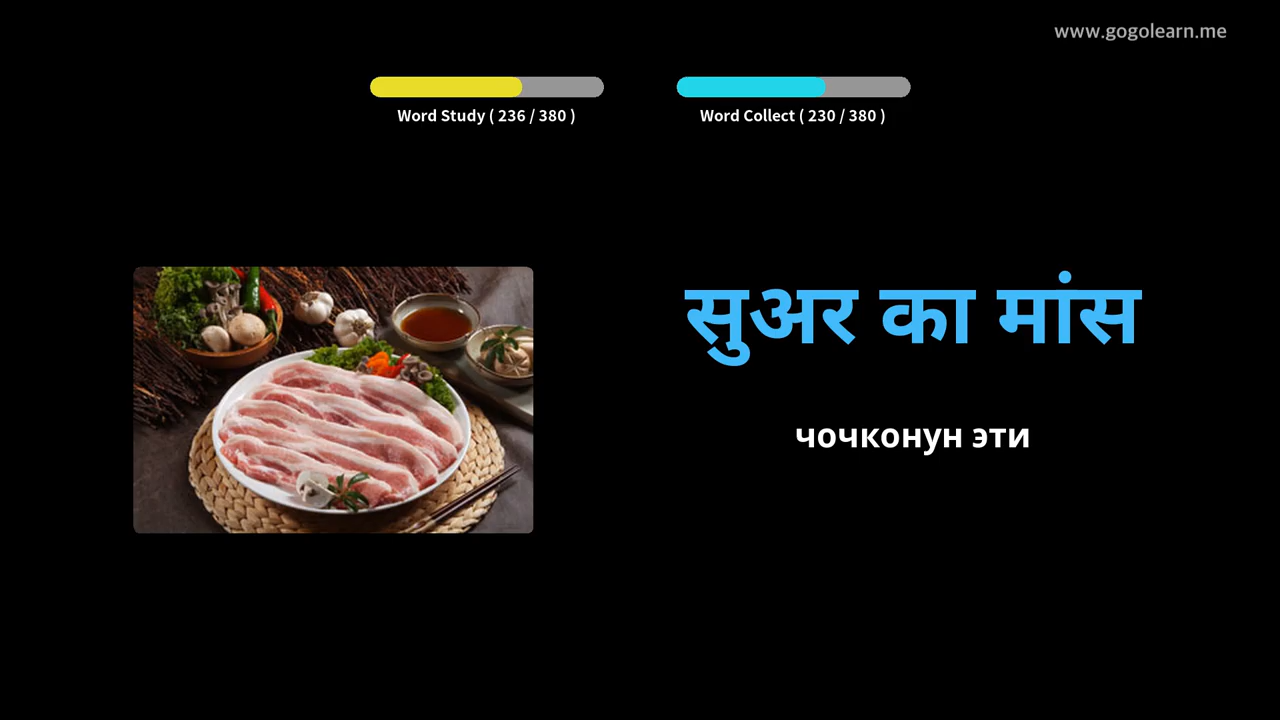 www.gogolearn.me
Word Study ( 236 / 380 )
Word Collect ( 230 / 380 )
सुअर का मांस
чочконун эти